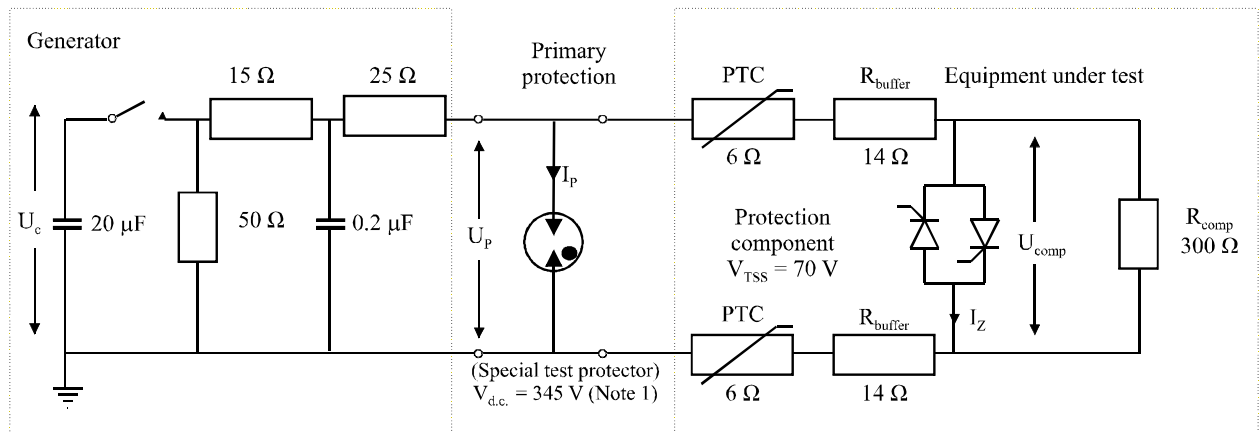 Generator
15 Ω
25 Ω
Primary
protection
PTC
R_buffer
Equipment under test
6 Ω
14 Ω
U_c
20 μF
50 Ω
0.2 μF
U_P
I_P
Protection
component
V_TSS = 70 V
U_comp
R_comp
300 Ω
PTC
R_buffer
I_Z
(Special test protector)
V_d.c. = 345 V (Note 1)
6 Ω
14 Ω